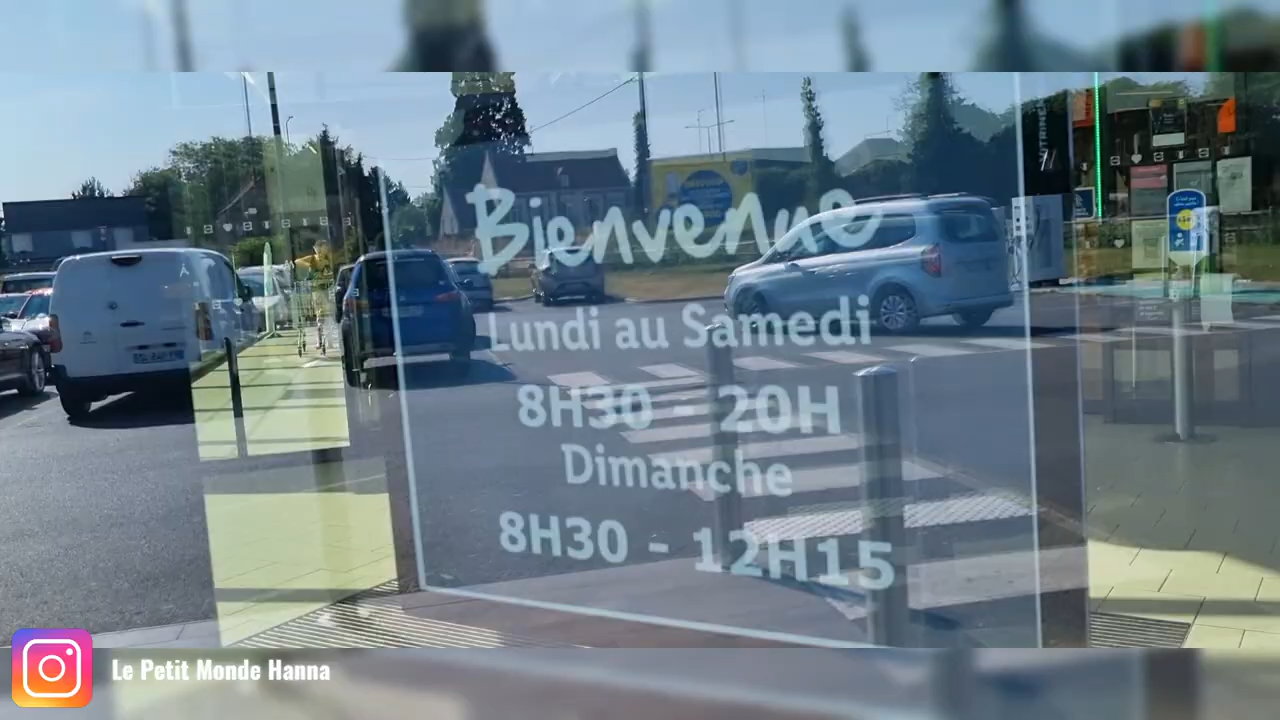 Bienvenue
Lundi au Samedi
8H30 - 20H
Dimanche
8H30 - 12H15
Le Petit Monde Hanna